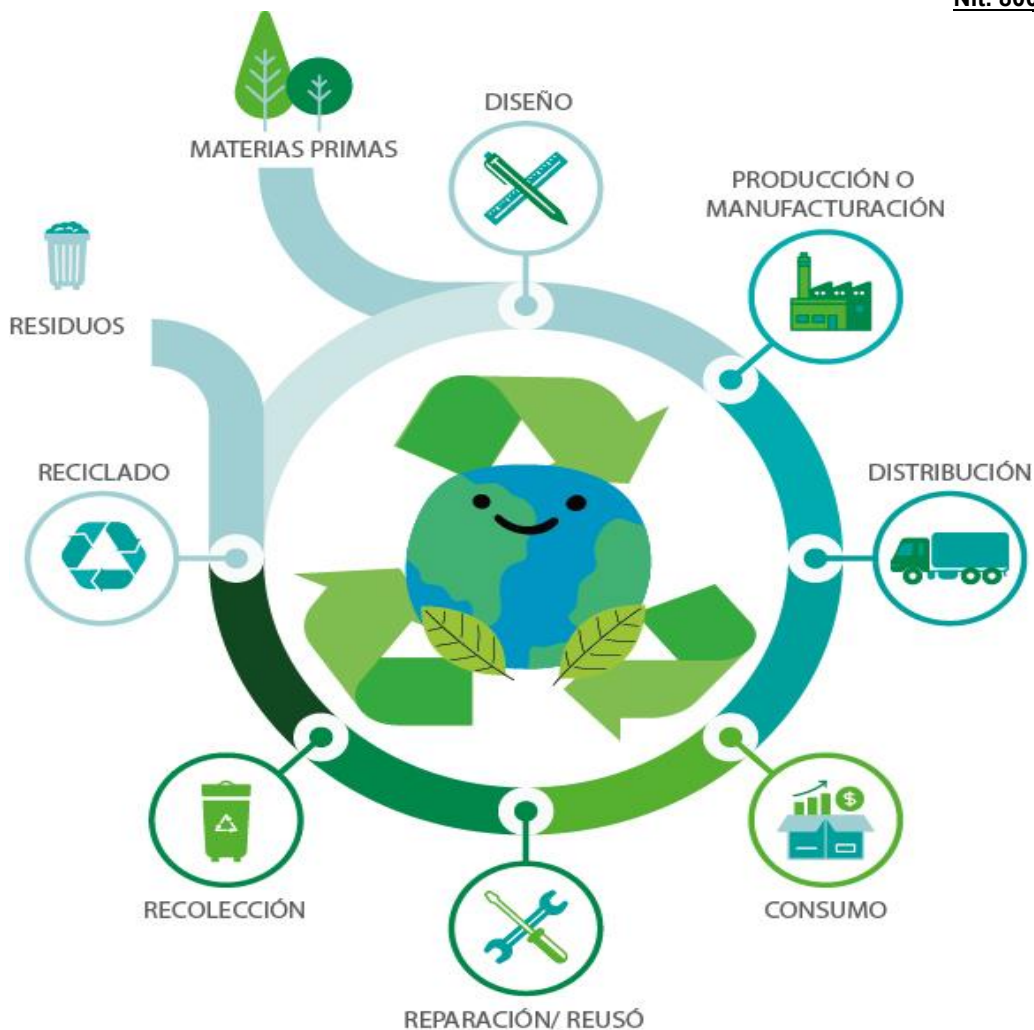 MATERIAS PRIMAS
DISEÑO
PRODUCCIÓN O
MANUFACTURACIÓN
RESIDUOS
RECICLADO
DISTRIBUCIÓN
RECOLECCIÓN
CONSUMO
REPARACIÓN/ REUSÓ
$